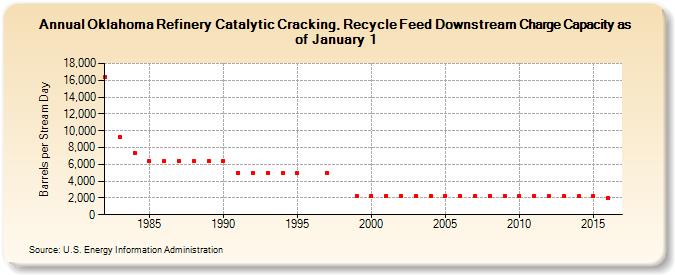 Annual Oklahoma Refinery Catalytic Cracking, Recycle Feed Downstream Charge Capacity as
of January 1
Barrels per Stream Day
18,000
16,000
14,000
12,000
10,000
8,000
6,000
4,000
2,000
0
1985 1990 1995 2000 2005 2010 2015
Source: U.S. Energy Information Administration